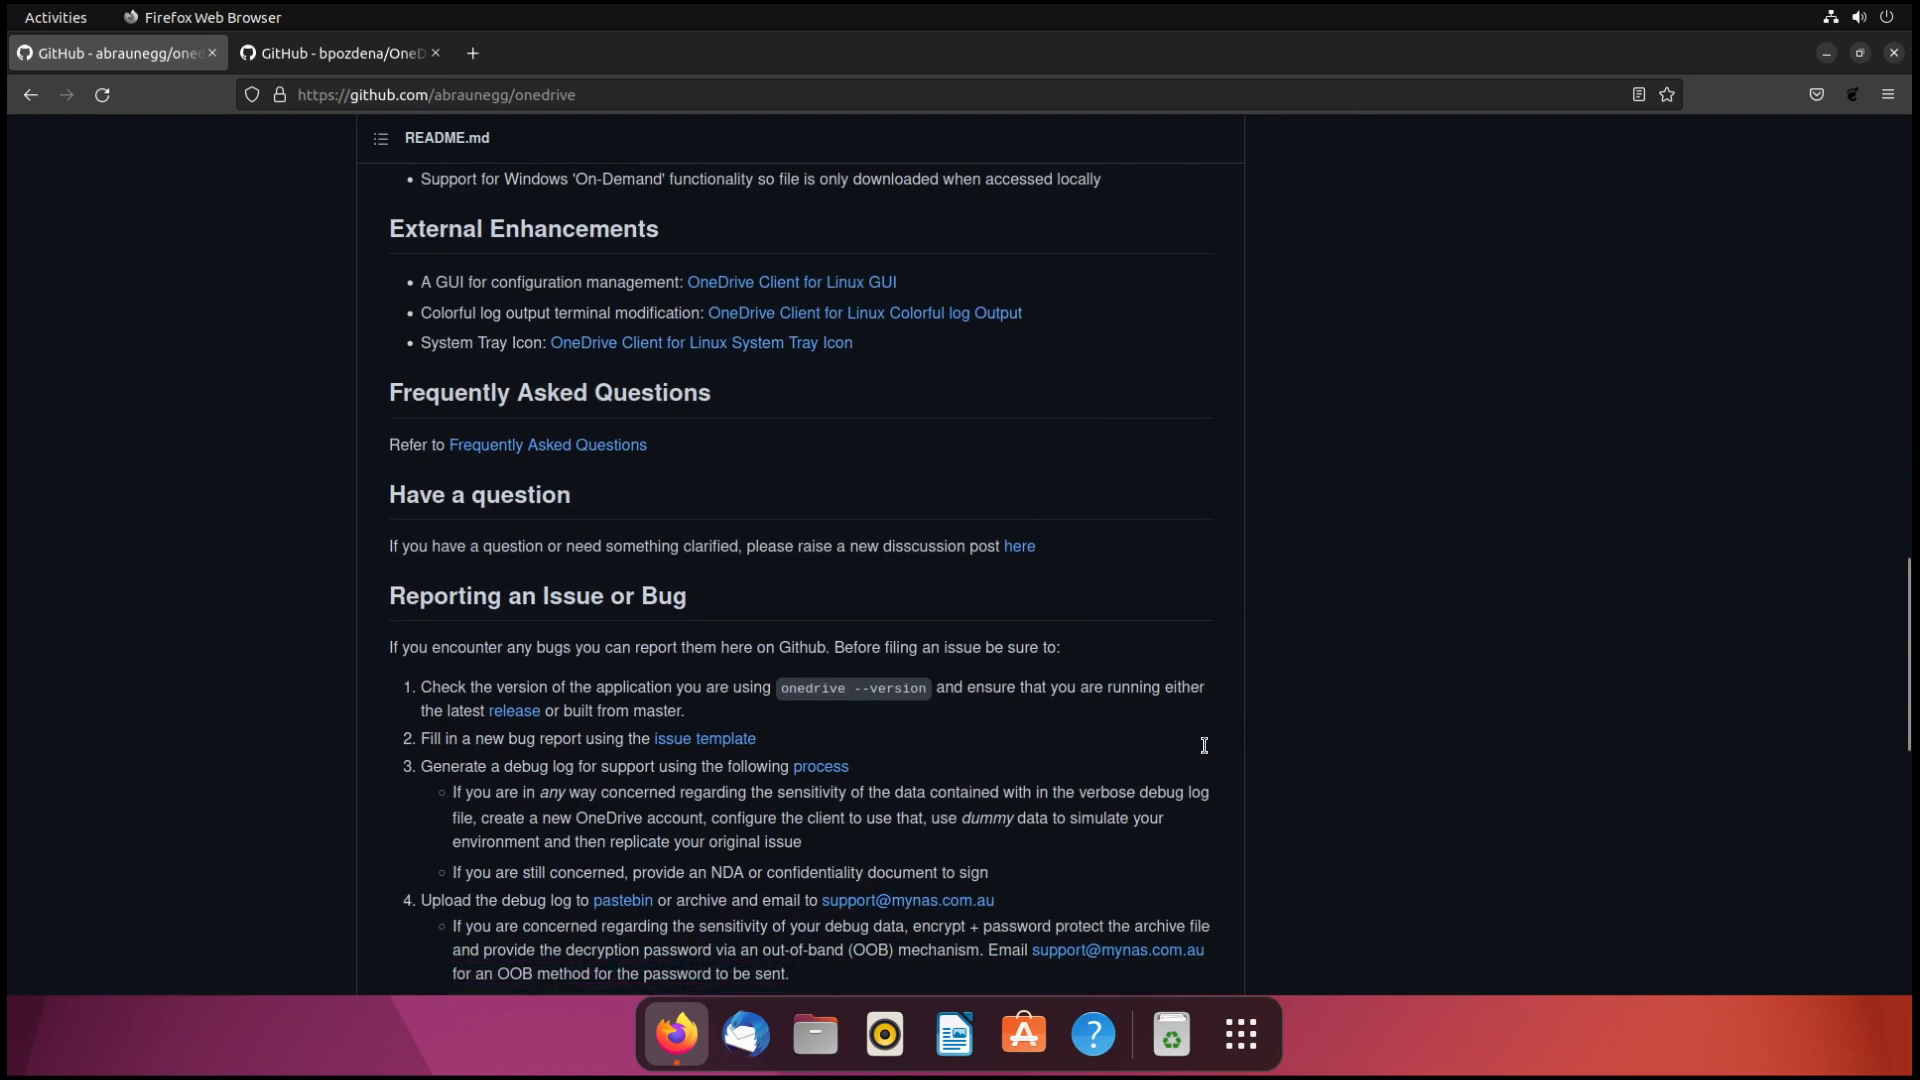 Activities
Firefox Web Browser
GitHub - abraunegg/oned
GitHub - bpozdena/OneD
https://github.com/abraunegg/onedrive
README.md
• Support for Windows 'On-Demand' functionality so file is only downloaded when accessed locally
External Enhancements
• A GUI for configuration management: OneDrive Client for Linux GUI
• Colorful log output terminal modification: OneDrive Client for Linux Colorful log Output
• System Tray Icon: OneDrive Client for Linux System Tray Icon
Frequently Asked Questions
Refer to Frequently Asked Questions
Have a question
If you have a question or need something clarified, please raise a new disscussion post here
Reporting an Issue or Bug
If you encounter any bugs you can report them here on Github. Before filing an issue be sure to:
1. Check the version of the application you are using onedrive --version and ensure that you are running either
the latest release or built from master.
2. Fill in a new bug report using the issue template
3. Generate a debug log for support using the following process
○ If you are in any way concerned regarding the sensitivity of the data contained with in the verbose debug log
file, create a new OneDrive account, configure the client to use that, use dummy data to simulate your
environment and then replicate your original issue
○ If you are still concerned, provide an NDA or confidentiality document to sign
4. Upload the debug log to pastebin or archive and email to support@mynas.com.au
○ If you are concerned regarding the sensitivity of your debug data, encrypt + password protect the archive file
and provide the decryption password via an out-of-band (OOB) mechanism. Email support@mynas.com.au
for an OOB method for the password to be sent.